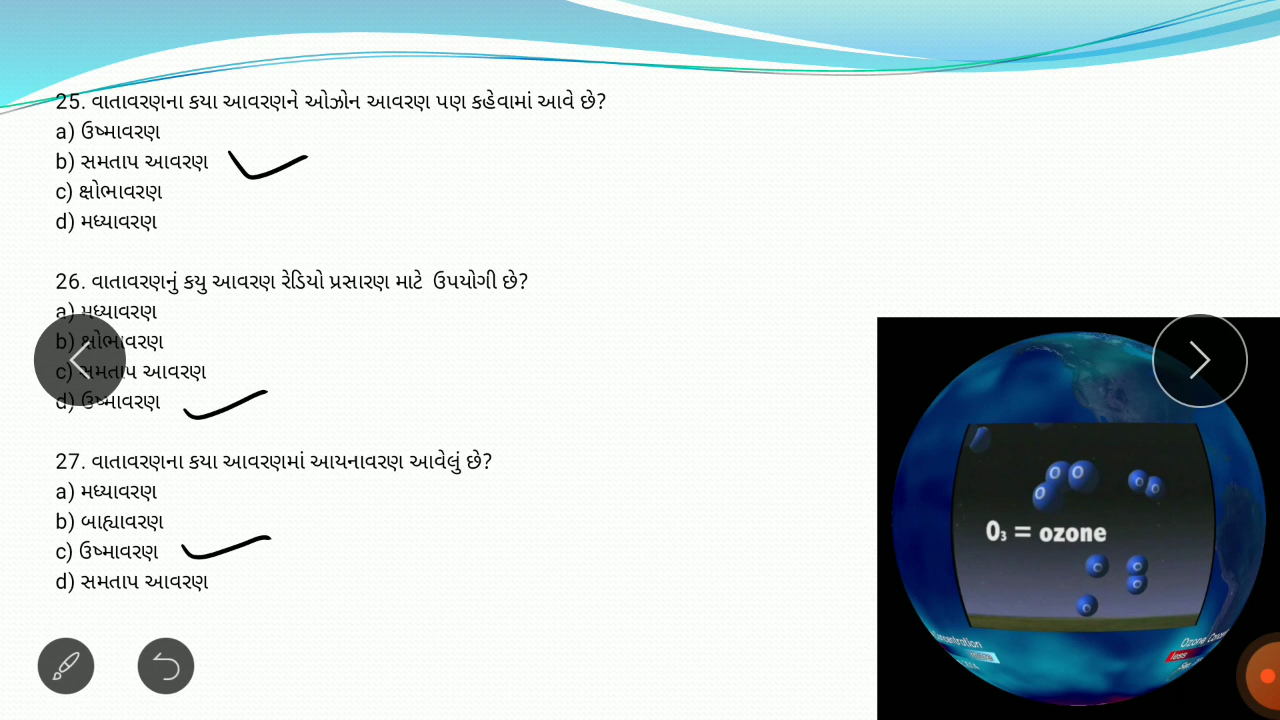 25. વાતાવરણના કયા આવરણને ઓઝોન આવરણ પણ કહેવામાં આવે છે?
a) ઉષ્માવરણ
b) સમતાપ આવરણ
c) ક્ષોભાવરણ
d) મધ્યાવરણ
26. વાતાવરણનું કયુ આવરણ રેડિયો પ્રસારણ માટે ઉપયોગી છે?
a) મધ્યાવરણ
b) ક્ષોભાવરણ
c) સમતાપ આવરણ
d) ઉષ્માવરણ
27. વાતાવરણના કયા આવરણમાં આયનાવરણ આવેલું છે?
a) મધ્યાવરણ
b) બાહ્યાવરણ
c) ઉષ્માવરણ
d) સમતાપ આવરણ
O₃ = ozone
Ozone
less